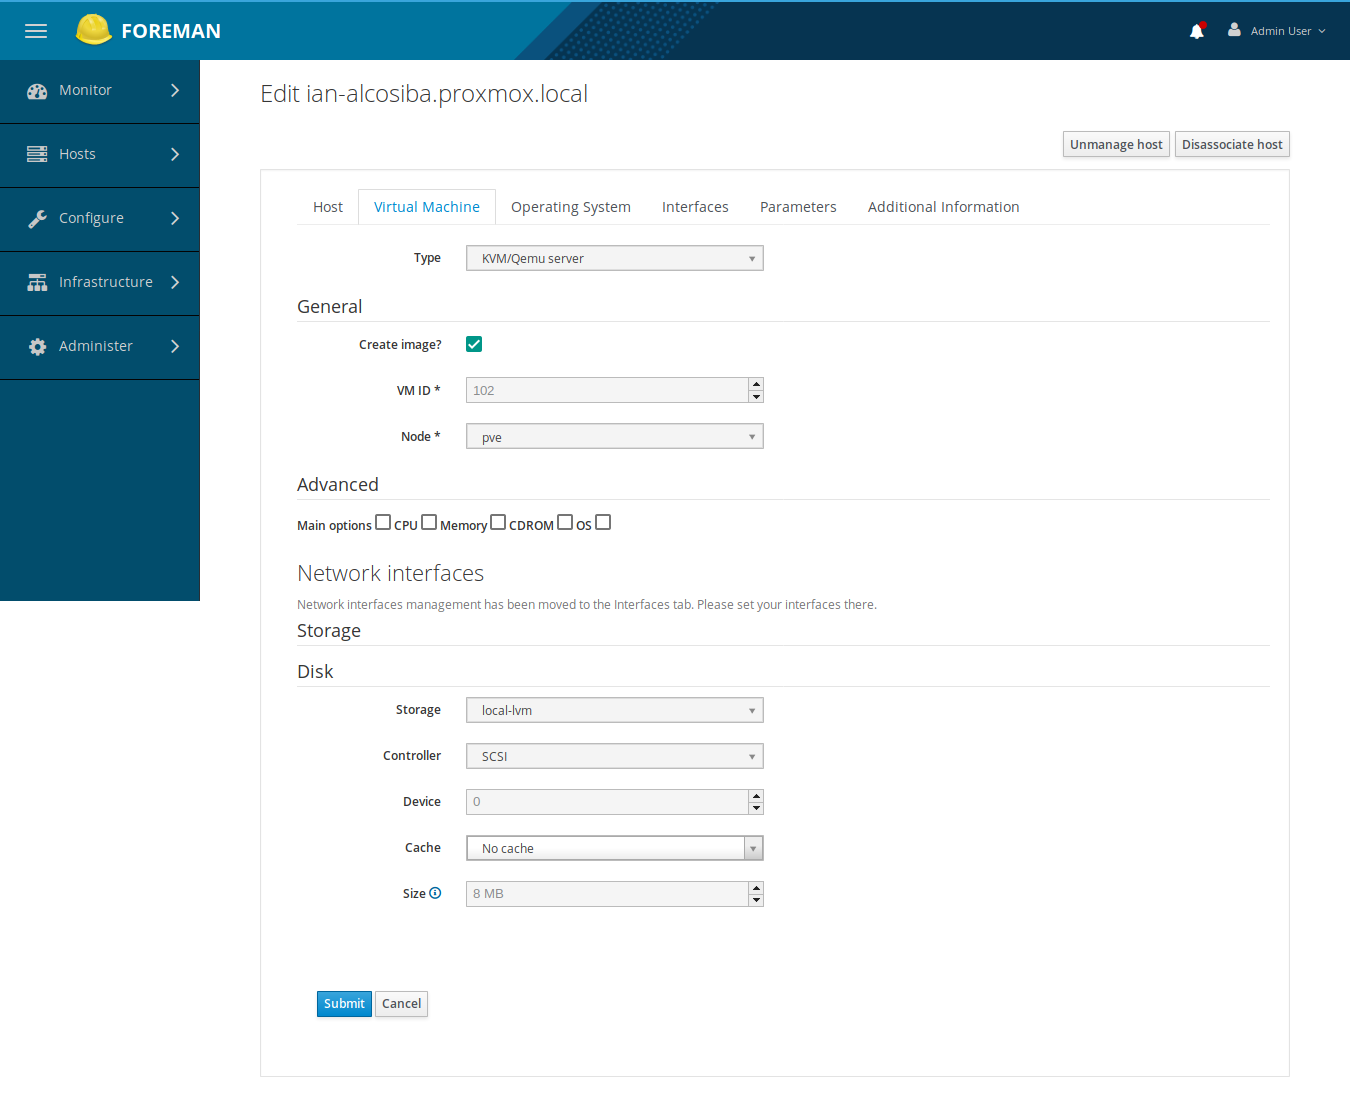 FOREMAN
Admin User
Monitor
Hosts
Configure
Infrastructure
Administer
Edit ian-alcosiba.proxmox.local
Unmanage host Disassociate host
Host Virtual Machine Operating System Interfaces Parameters Additional Information
Type KVM/Qemu server
General
Create image?
VM ID * 102
Node * pve
Advanced
Main options CPU Memory CDROM OS
Network interfaces
Network interfaces management has been moved to the Interfaces tab. Please set your interfaces there.
Storage
Disk
Storage local-lvm
Controller SCSI
Device 0
Cache No cache
Size 8 MB
Submit Cancel